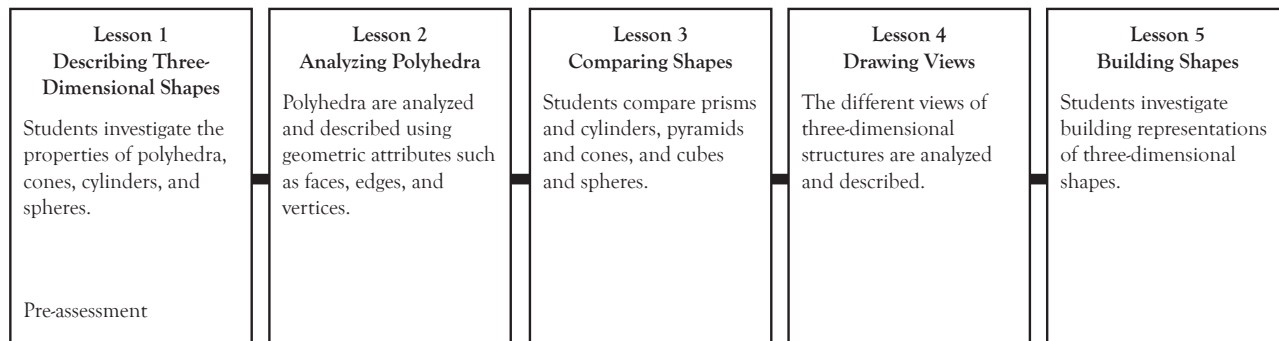 Lesson 1
Describing Three-
Dimensional Shapes
Students investigate the
properties of polyhedra,
cones, cylinders, and
spheres.
Pre-assessment
Lesson 2
Analyzing Polyhedra
Polyhedra are analyzed
and described using
geometric attributes such
as faces, edges, and
vertices.
Lesson 3
Comparing Shapes
Students compare prisms
and cylinders, pyramids
and cones, and cubes
and spheres.
Lesson 4
Drawing Views
The different views of
three-dimensional
structures are analyzed
and described.
Lesson 5
Building Shapes
Students investigate
building representations
of three-dimensional
shapes.